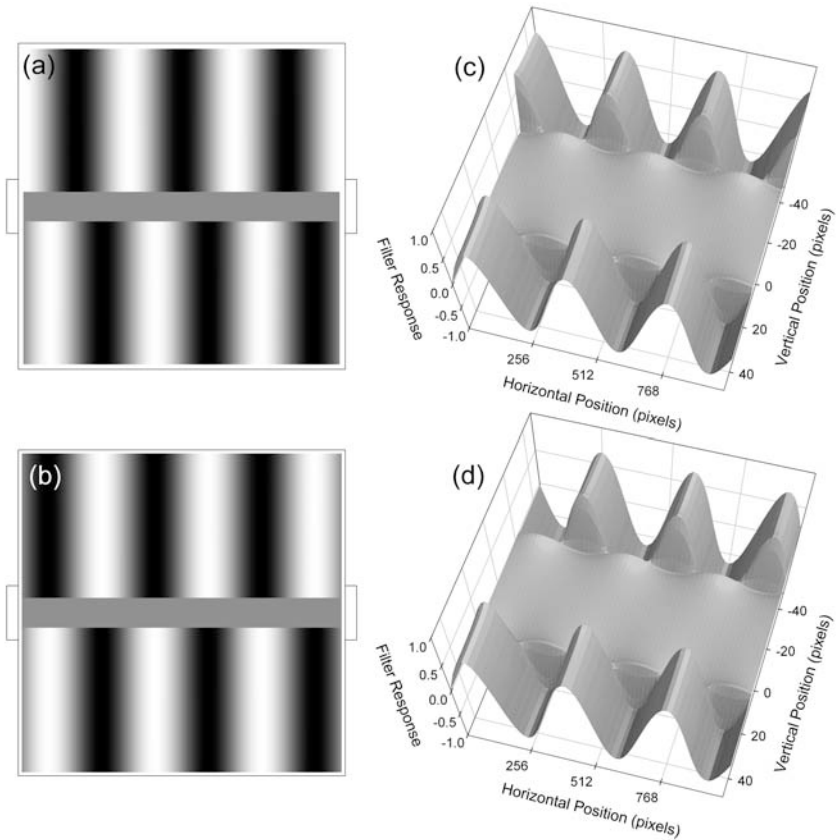 (a)
(c)
1.0
0.5
0.0
-0.5
-1.0
Filter Response
256
512
768
Horizontal Position (pixels)
-40
-20
0
20
40
Vertical Position (pixels)
(b)
(d)
1.0
0.5
0.0
-0.5
-1.0
Filter Response
256
512
768
Horizontal Position (pixels)
-40
-20
0
20
40
Vertical Position (pixels)